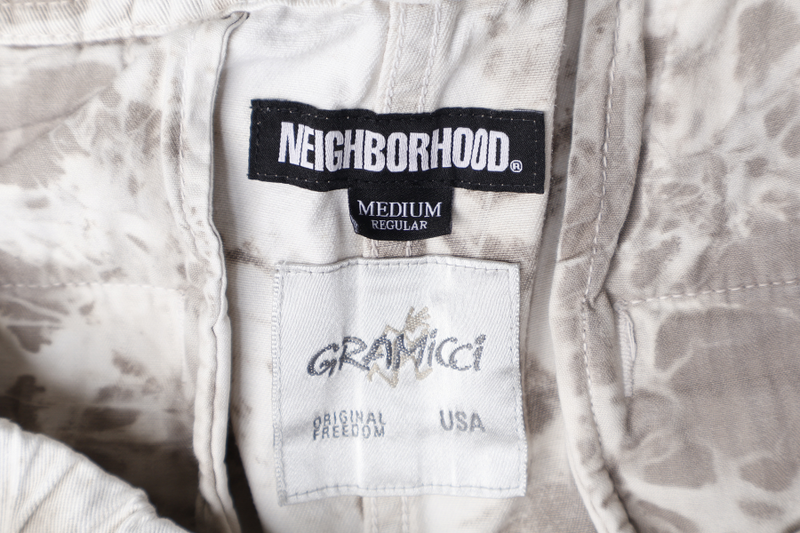 NEIGHBORHOOD®
MEDIUM
REGULAR
GRAMiCCi
ORIGINAL
FREEDOM
USA